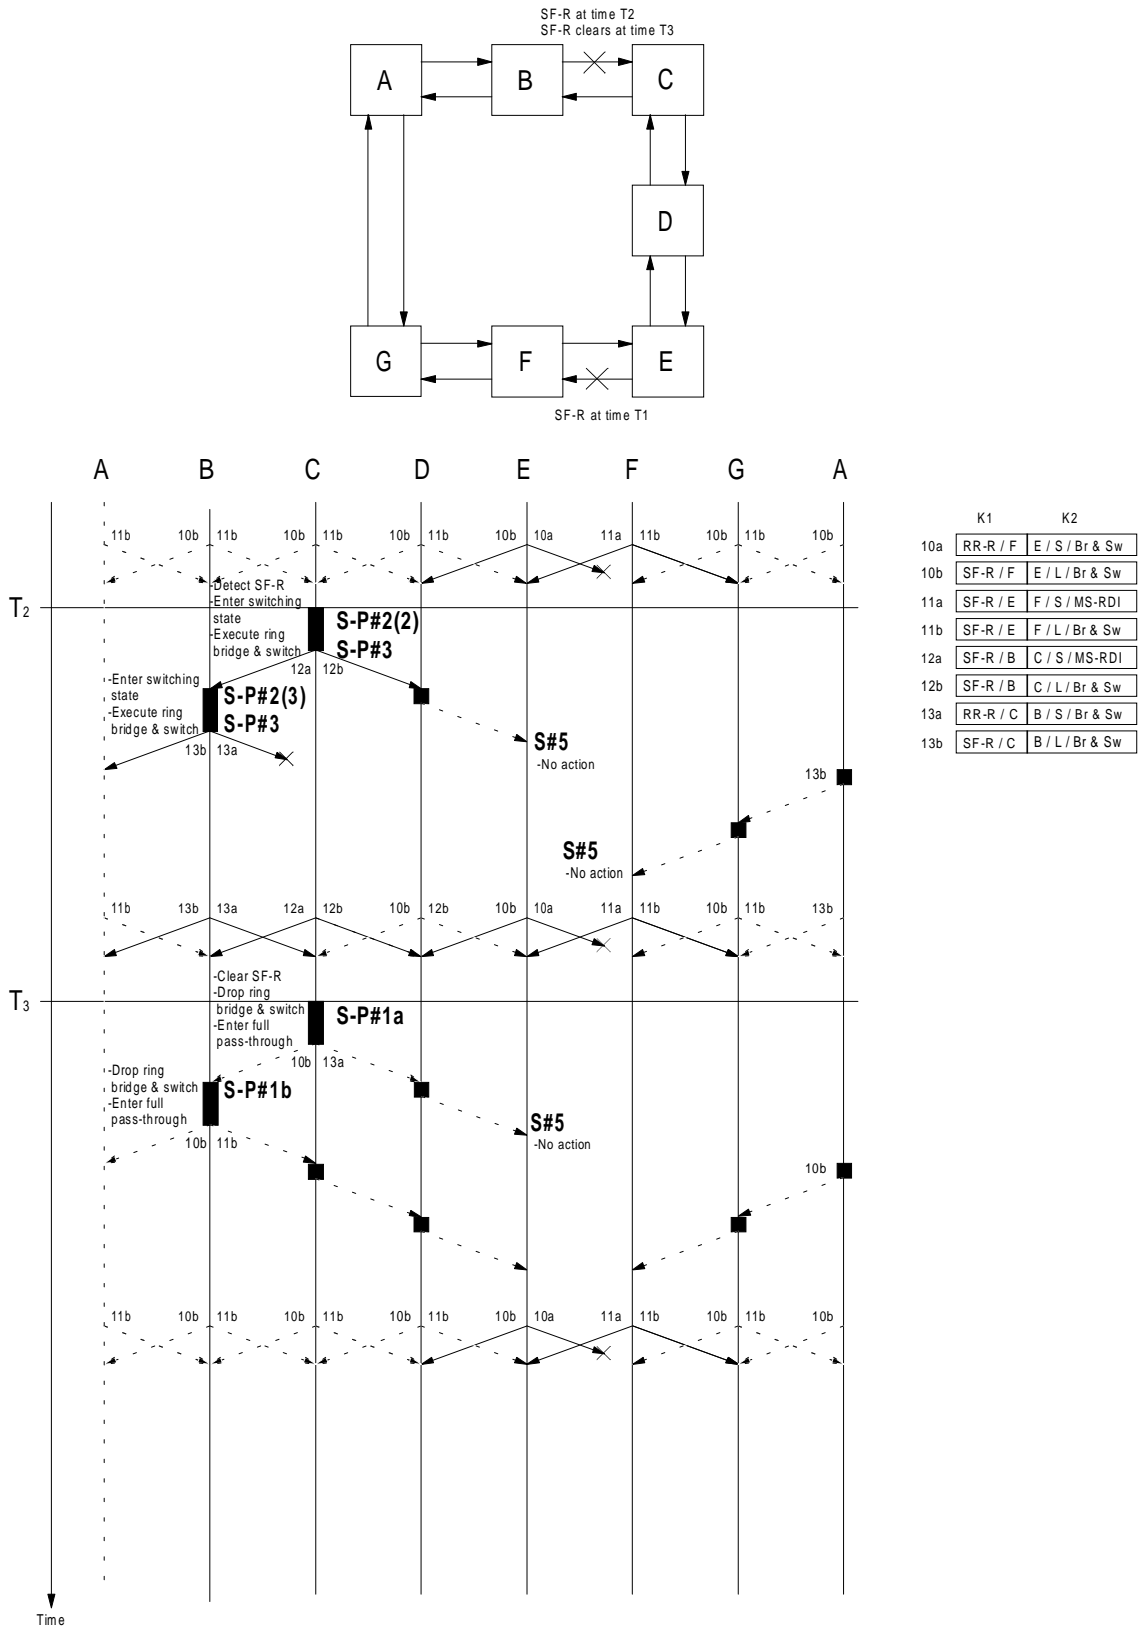 SF-R at time T2
SF-R clears at time T3
A
B
C
D
G
F
E
SF-R at time T1
A B C D E F G A
K1 K2
10a RR-R / F E / S / Br & Sw
10b SF-R / F E / L / Br & Sw
11a SF-R / E F / S / MS-RDI
11b SF-R / E F / L / Br & Sw
12a SF-R / B C / S / MS-RDI
12b SF-R / B C / L / Br & Sw
13a RR-R / C B / S / Br & Sw
13b SF-R / C B / L / Br & Sw
11b 10b 11b 10b 11b 10b 11b 10b 10a 11a 11b 10b 11b 10b
T2
-Detect SF-R
-Enter switching
state
-Execute ring
bridge & switch
S-P#2(2)
S-P#3
12a 12b
-Enter switching
state
-Execute ring
bridge & switch
S-P#2(3)
S-P#3
13b 13a
S#5
-No action
13b
S#5
-No action
11b 13b 13a 12a 12b 10b 12b 10b 10a 11a 11b 10b 11b 13b
T3
-Clear SF-R
-Drop ring
bridge & switch
-Enter full
pass-through
S-P#1a
10b 13a
-Drop ring
bridge & switch
-Enter full
pass-through
S-P#1b
10b 11b
S#5
-No action
10b
11b 10b 11b 10b 11b 10b 11b 10b 10a 11a 11b 10b 11b 10b
Time